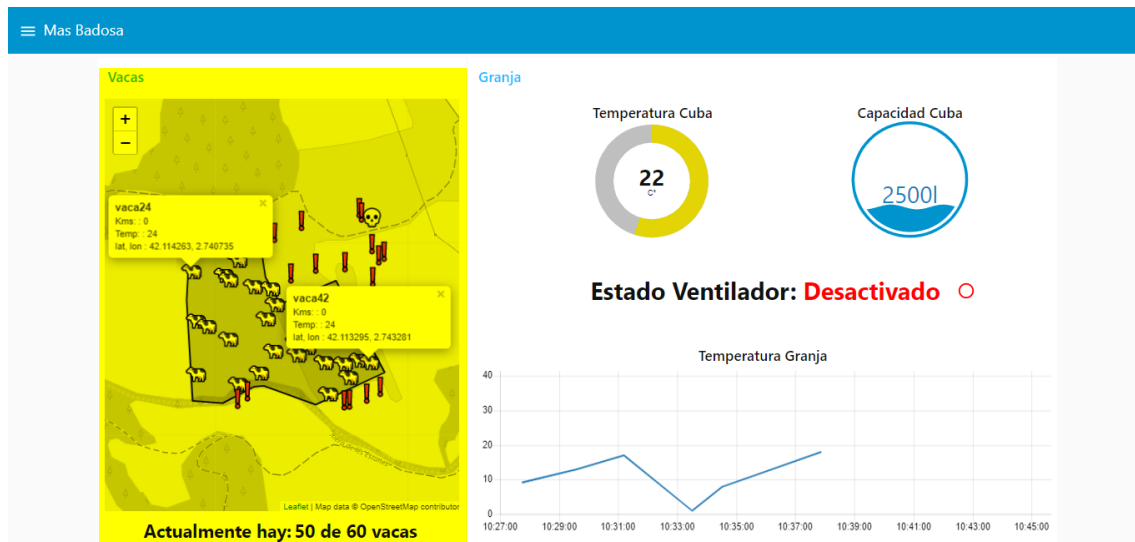 Mas Badosa
Vacas
+
−
vaca24
×
Kms: : 0
Temp: : 24
lat, lon : 42.114263, 2.740735
vaca42
×
Kms: : 0
Temp: : 24
lat, lon : 42.113295, 2.743281
Leaflet | Map data © OpenStreetMap contributor
Actualmente hay: 50 de 60 vacas
Granja
Temperatura Cuba
22
C°
Capacidad Cuba
2500l
Estado Ventilador: Desactivado
Temperatura Granja
40
30
20
10
0
10:27:00 10:29:00 10:31:00 10:33:00 10:35:00 10:37:00 10:39:00 10:41:00 10:43:00 10:45:00